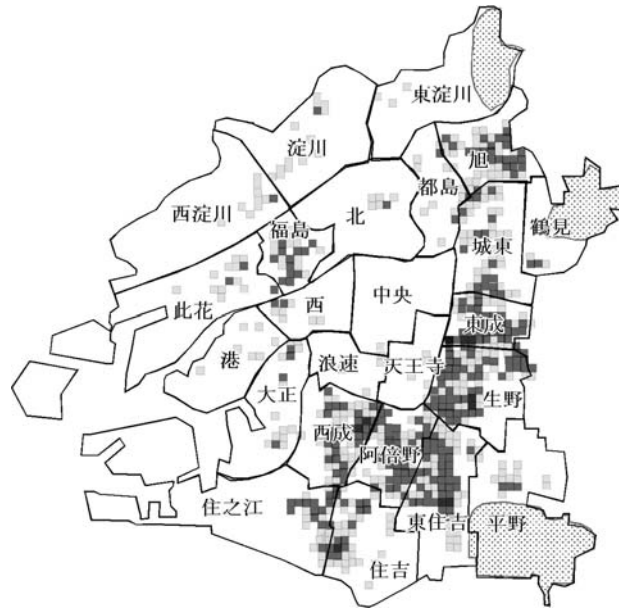 東淀川
淀川
旭
都島
西淀川
北
福島
鶴見
城東
此花
西
中央
東成
港
浪速
天王寺
大正
生野
西成
阿倍野
住之江
東住吉
平野
住吉